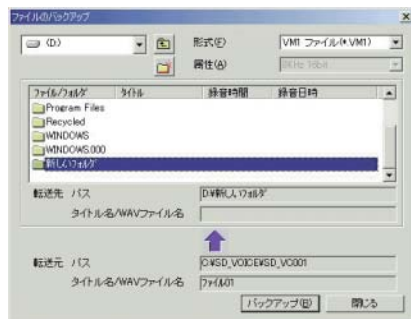 ファイルのバックアップ
(D:)
形式(F) VM1 ファイル(*.VM1)
属性(A)
ファイル/フォルダ タイトル 録音時間 録音日時
Program Files
Recycled
WINDOWS
WINDOWS.000
新しいフォルダ
転送先 パス D:¥新しいフォルダ
タイトル名/WAVファイル名
転送元 パス C:¥SD_VOICE¥SD_VC001
タイトル名/WAVファイル名 ファイル01
バックアップ(B) 閉じる